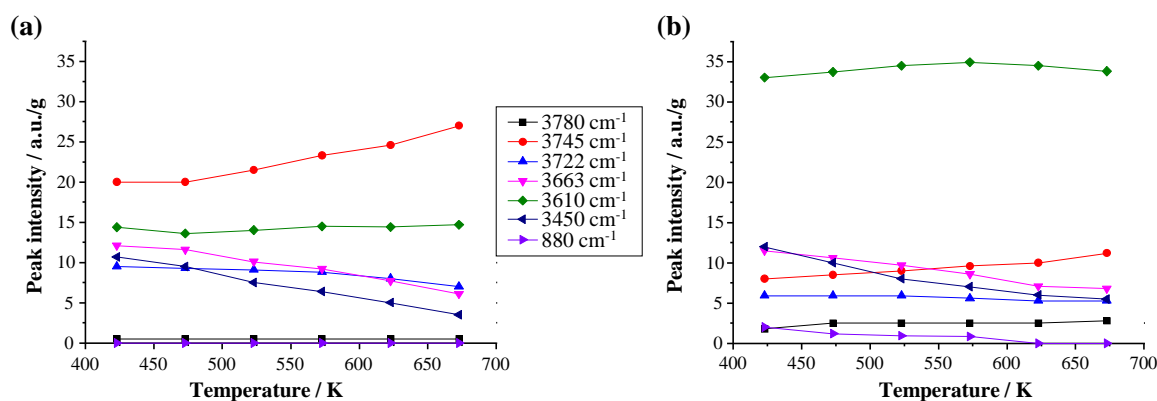 (a)
Peak intensity / a.u./g
35
30
25
20
15
10
5
0
400 450 500 550 600 650 700
Temperature / K
3780 cm⁻¹
3745 cm⁻¹
3722 cm⁻¹
3663 cm⁻¹
3610 cm⁻¹
3450 cm⁻¹
880 cm⁻¹
(b)
Peak intensity / a.u./g
35
30
25
20
15
10
5
0
400 450 500 550 600 650 700
Temperature / K